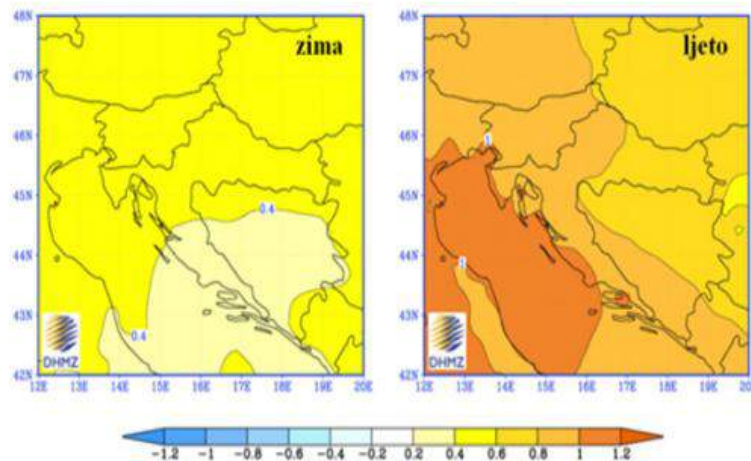 48N
47N
46N
45N
44N
43N
42N
12E 13E 14E 15E 16E 17E 18E 19E 20E
zima
0.4
0.4
DHMZ
48N
47N
46N
45N
44N
43N
42N
12E 13E 14E 15E 16E 17E 18E 19E 20
ljeto
1
1
DHMZ
-1.2 -1 -0.8 -0.6 -0.4 -0.2 0.2 0.4 0.6 0.8 1 1.2